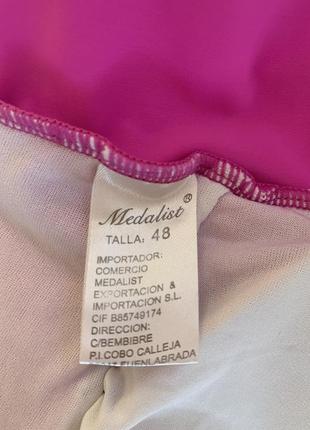 Medalist®
TALLA: 48
IMPORTADOR:
COMERCIO
MEDALIST
EXPORTACION &
IMPORTACION S.L.
CIF B85749174
DIRECCION:
C/BEMBIBRE
P.I.COBO CALLEJA
FUENLABRADA